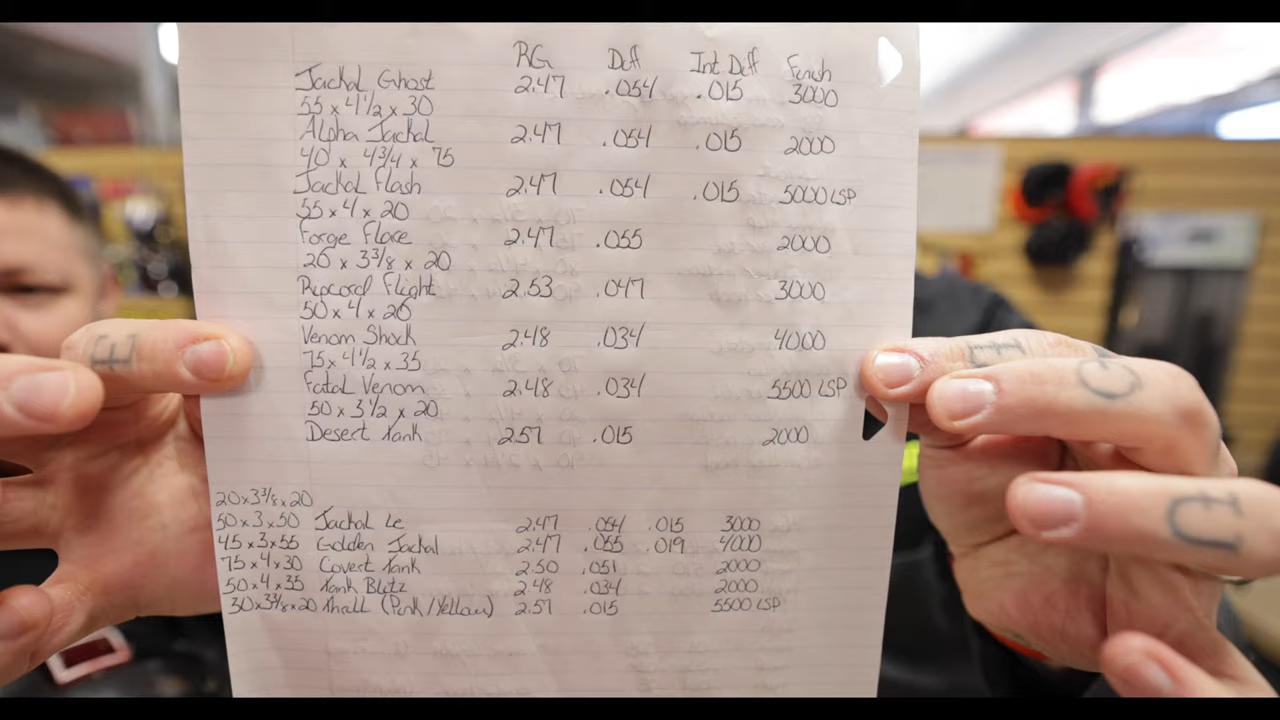 RG Diff Int Diff Finish
Jackal Ghost 2.47 .054 .015 3000
55 x 4 1/2 x 30
Alpha Jackal 2.47 .054 .015 2000
40 x 4 3/4 x 75
Jackal Flash 2.47 .054 .015 5000 LSP
55 x 4 x 20
Forge Flare 2.47 .055 2000
20 x 3 3/8 x 20
Ripcord Flight 2.53 .047 3000
50 x 4 x 20
Venom Shock 2.48 .034 4000
75 x 4 1/2 x 35
Fatal Venom 2.48 .034 5500 LSP
50 x 3 1/2 x 20
Desert Tank 2.57 .015 2000
20 x 3 3/8 x 20
50 x 3 x 50 Jackal Le 2.47 .054 .015 3000
45 x 3 x 55 Golden Jackal 2.47 .055 .019 4000
75 x 4 x 30 Covert Tank 2.50 .051 2000
50 x 4 x 35 Tank Blitz 2.48 .034 2000
30 x 3 3/8 x 20 Thrill (Pink/Yellow) 2.57 .015 5500 LSP
E
G
U